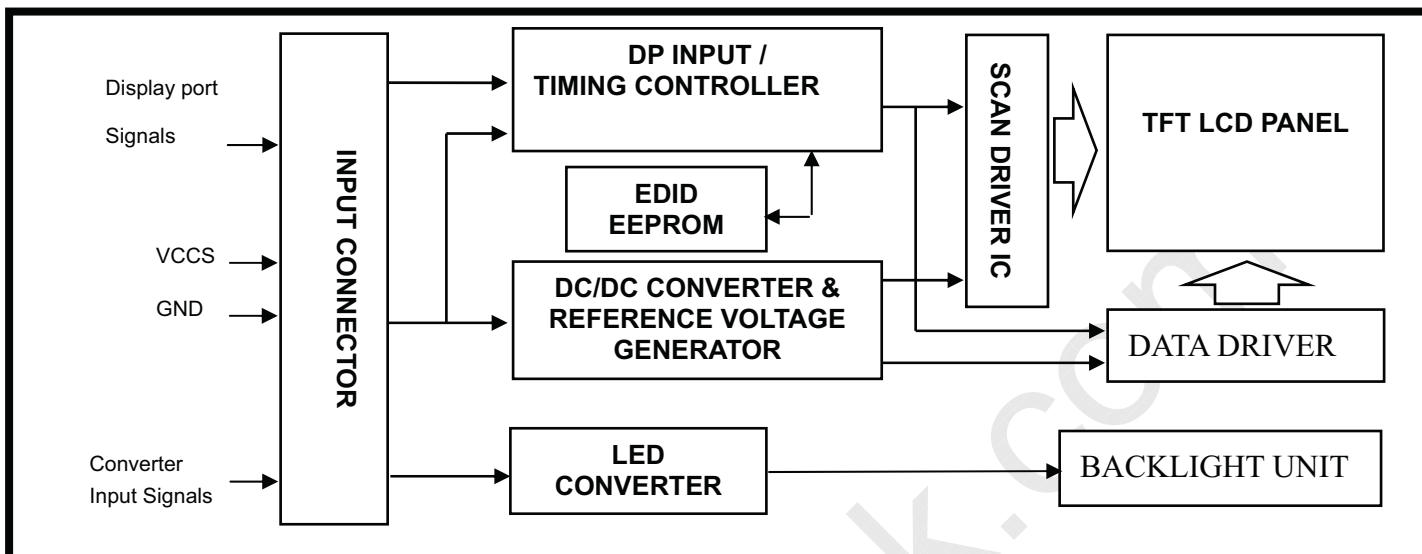 Display port
Signals
VCCS
GND
Converter
Input Signals
INPUT CONNECTOR
DP INPUT /
TIMING CONTROLLER
EDID
EEPROM
DC/DC CONVERTER &
REFERENCE VOLTAGE
GENERATOR
LED
CONVERTER
SCAN DRIVER IC
TFT LCD PANEL
DATA DRIVER
BACKLIGHT UNIT